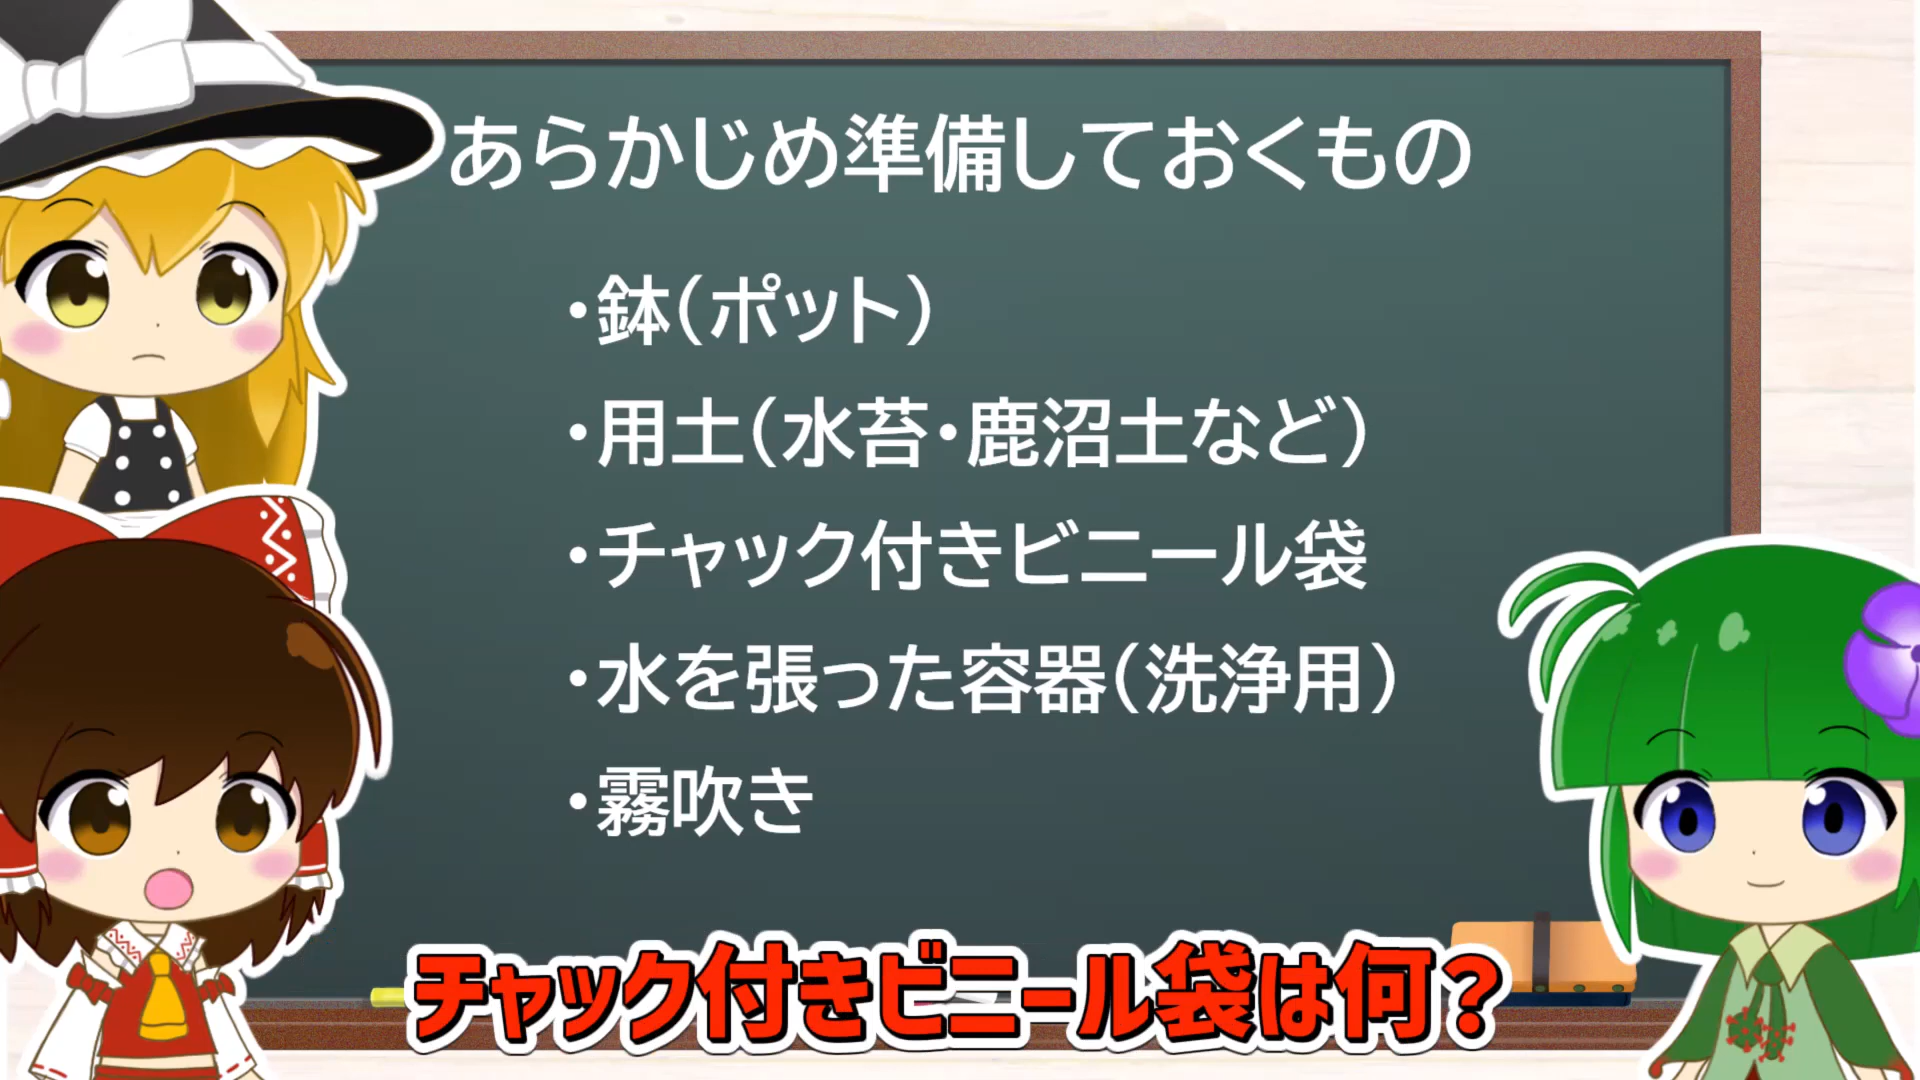 あらかじめ準備しておくもの
・鉢(ポット)
・用土(水苔・鹿沼土など)
・チャック付きビニール袋
・水を張った容器(洗浄用)
・霧吹き
チャック付きビニール袋は何?